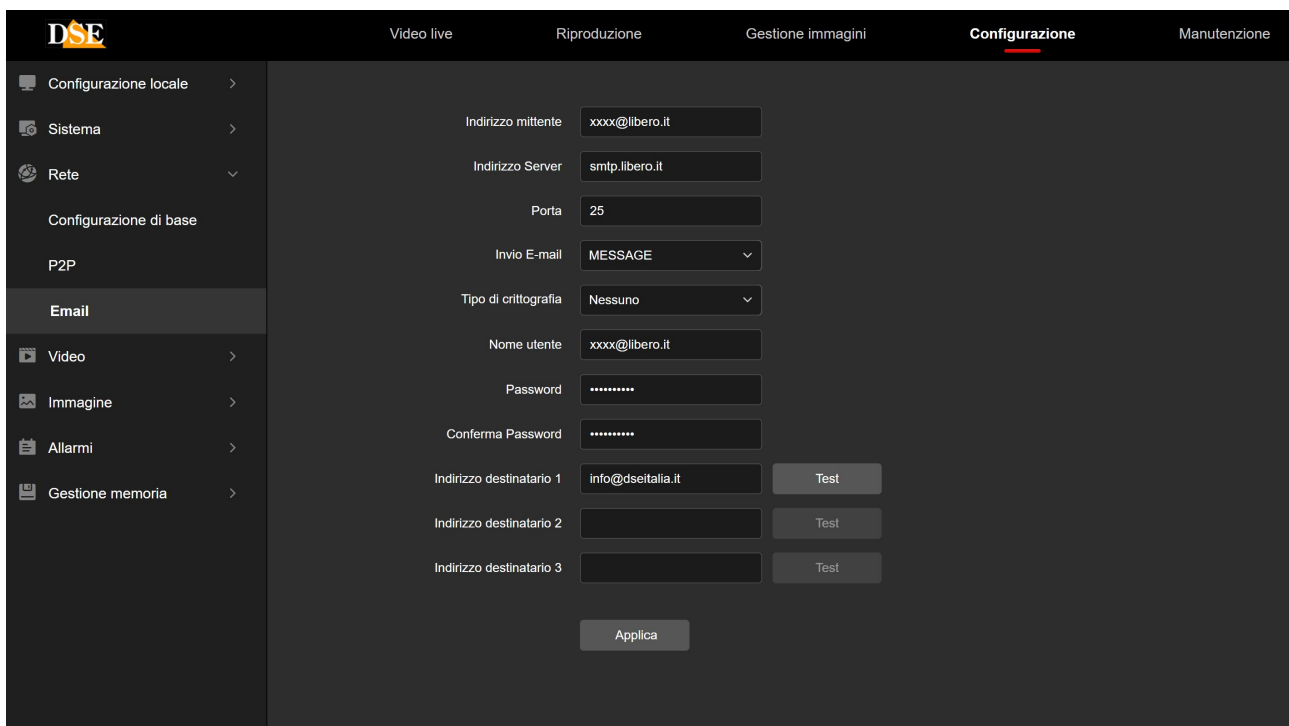 DSE
Video live
Riproduzione
Gestione immagini
Configurazione
Manutenzione
Configurazione locale
Sistema
Rete
Configurazione di base
P2P
Email
Video
Immagine
Allarmi
Gestione memoria
Indirizzo mittente xxxx@libero.it
Indirizzo Server smtp.libero.it
Porta 25
Invio E-mail MESSAGE
Tipo di crittografia Nessuno
Nome utente xxxx@libero.it
Password ••••••••••
Conferma Password ••••••••••
Indirizzo destinatario 1 info@dseitalia.it Test
Indirizzo destinatario 2 Test
Indirizzo destinatario 3 Test
Applica